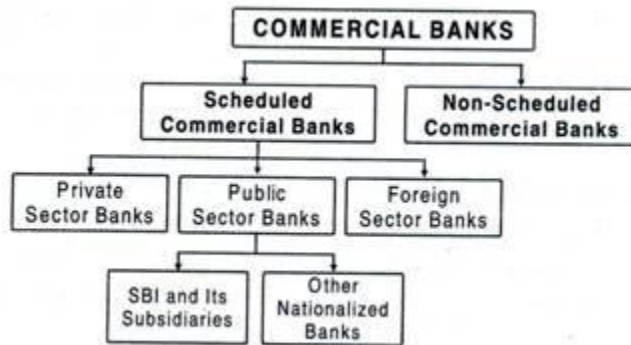 COMMERCIAL BANKS
Scheduled
Commercial Banks
Non-Scheduled
Commercial Banks
Private
Sector Banks
Public
Sector Banks
Foreign
Sector Banks
SBI and Its
Subsidiaries
Other
Nationalized
Banks